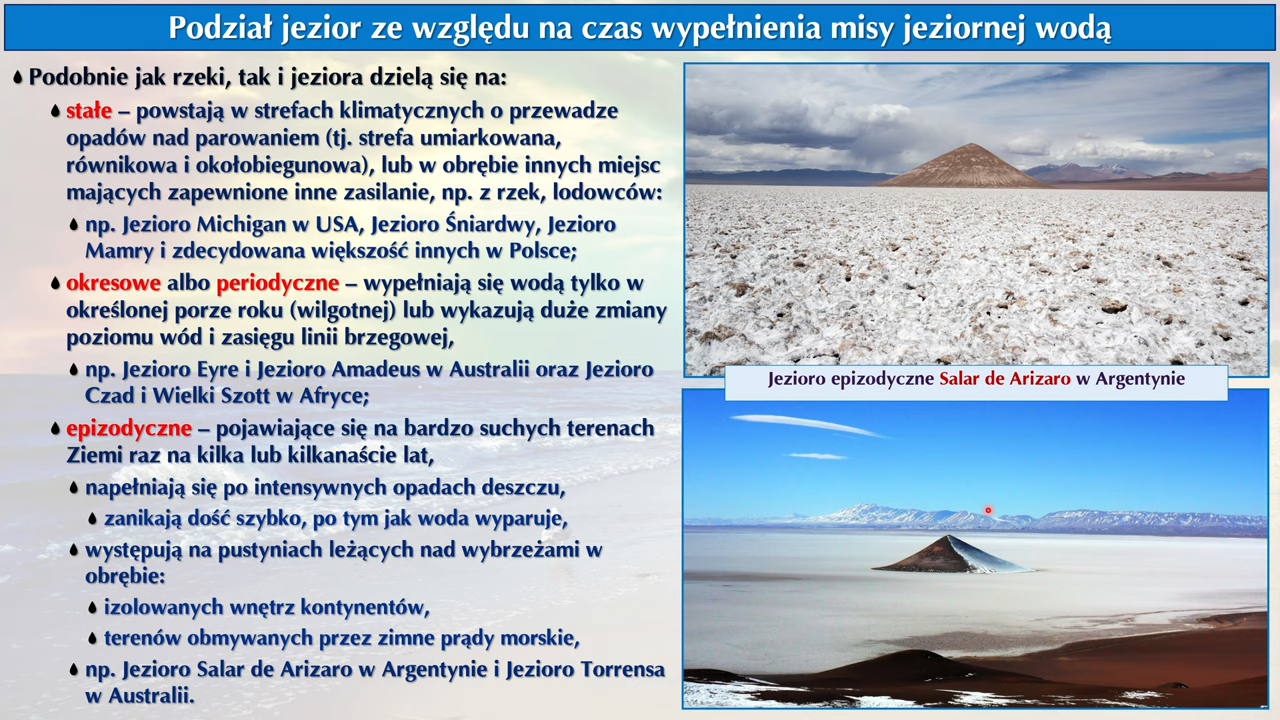 Podział jezior ze względu na czas wypełnienia misy jeziornej wodą
Podobnie jak rzeki, tak i jeziora dzielą się na:
stałe – powstają w strefach klimatycznych o przewadze
opadów nad parowaniem (tj. strefa umiarkowana,
równikowa i okołobiegunowa), lub w obrębie innych miejsc
mających zapewnione inne zasilanie, np. z rzek, lodowców:
np. Jezioro Michigan w USA, Jezioro Śniardwy, Jezioro
Mamry i zdecydowana większość innych w Polsce;
okresowe albo periodyczne – wypełniają się wodą tylko w
określonej porze roku (wilgotnej) lub wykazują duże zmiany
poziomu wód i zasięgu linii brzegowej,
np. Jezioro Eyre i Jezioro Amadeus w Australii oraz Jezioro
Czad i Wielki Szott w Afryce;
epizodyczne – pojawiające się na bardzo suchych terenach
Ziemi raz na kilka lub kilkanaście lat,
napełniają się po intensywnych opadach deszczu,
zanikają dość szybko, po tym jak woda wyparuje,
występują na pustyniach leżących nad wybrzeżami w
obrębie:
izolowanych wnętrz kontynentów,
terenów obmywanych przez zimne prądy morskie,
np. Jezioro Salar de Arizaro w Argentynie i Jezioro Torrensa
w Australii.
Jezioro epizodyczne Salar de Arizaro w Argentynie